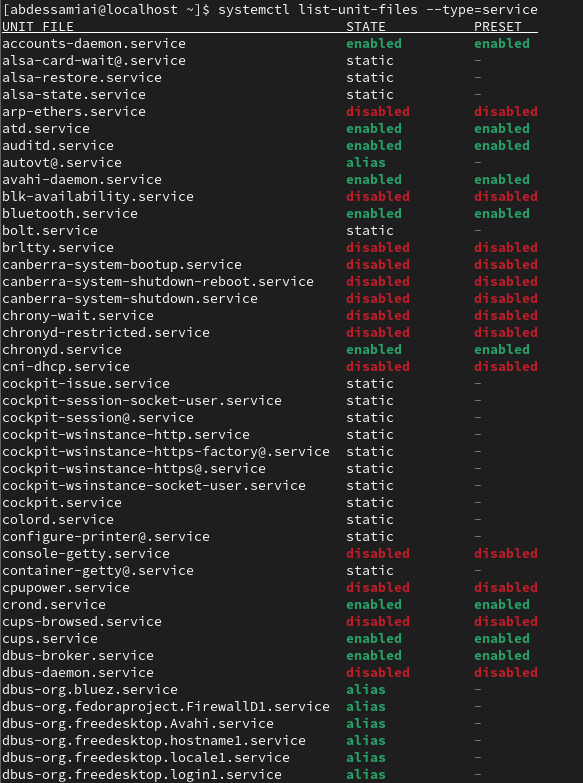 [abdessamiai@localhost ~]$ systemctl list-unit-files --type=service
UNIT FILE STATE PRESET
accounts-daemon.service enabled enabled
alsa-card-wait@.service static -
alsa-restore.service static -
alsa-state.service static -
arp-ethers.service disabled disabled
atd.service enabled enabled
auditd.service enabled enabled
autovt@.service alias -
avahi-daemon.service enabled enabled
blk-availability.service disabled disabled
bluetooth.service enabled enabled
bolt.service static -
brltty.service disabled disabled
canberra-system-bootup.service disabled disabled
canberra-system-shutdown-reboot.service disabled disabled
canberra-system-shutdown.service disabled disabled
chrony-wait.service disabled disabled
chronyd-restricted.service disabled disabled
chronyd.service enabled enabled
cni-dhcp.service disabled disabled
cockpit-issue.service static -
cockpit-session-socket-user.service static -
cockpit-session@.service static -
cockpit-wsinstance-http.service static -
cockpit-wsinstance-https-factory@.service static -
cockpit-wsinstance-https@.service static -
cockpit-wsinstance-socket-user.service static -
cockpit.service static -
colord.service static -
configure-printer@.service static -
console-getty.service disabled disabled
container-getty@.service static -
cpupower.service disabled disabled
crond.service enabled enabled
cups-browsed.service disabled disabled
cups.service enabled enabled
dbus-broker.service enabled enabled
dbus-daemon.service disabled disabled
dbus-org.bluez.service alias -
dbus-org.fedoraproject.FirewallD1.service alias -
dbus-org.freedesktop.Avahi.service alias -
dbus-org.freedesktop.hostname1.service alias -
dbus-org.freedesktop.locale1.service alias -
dbus-org.freedesktop.login1.service alias -